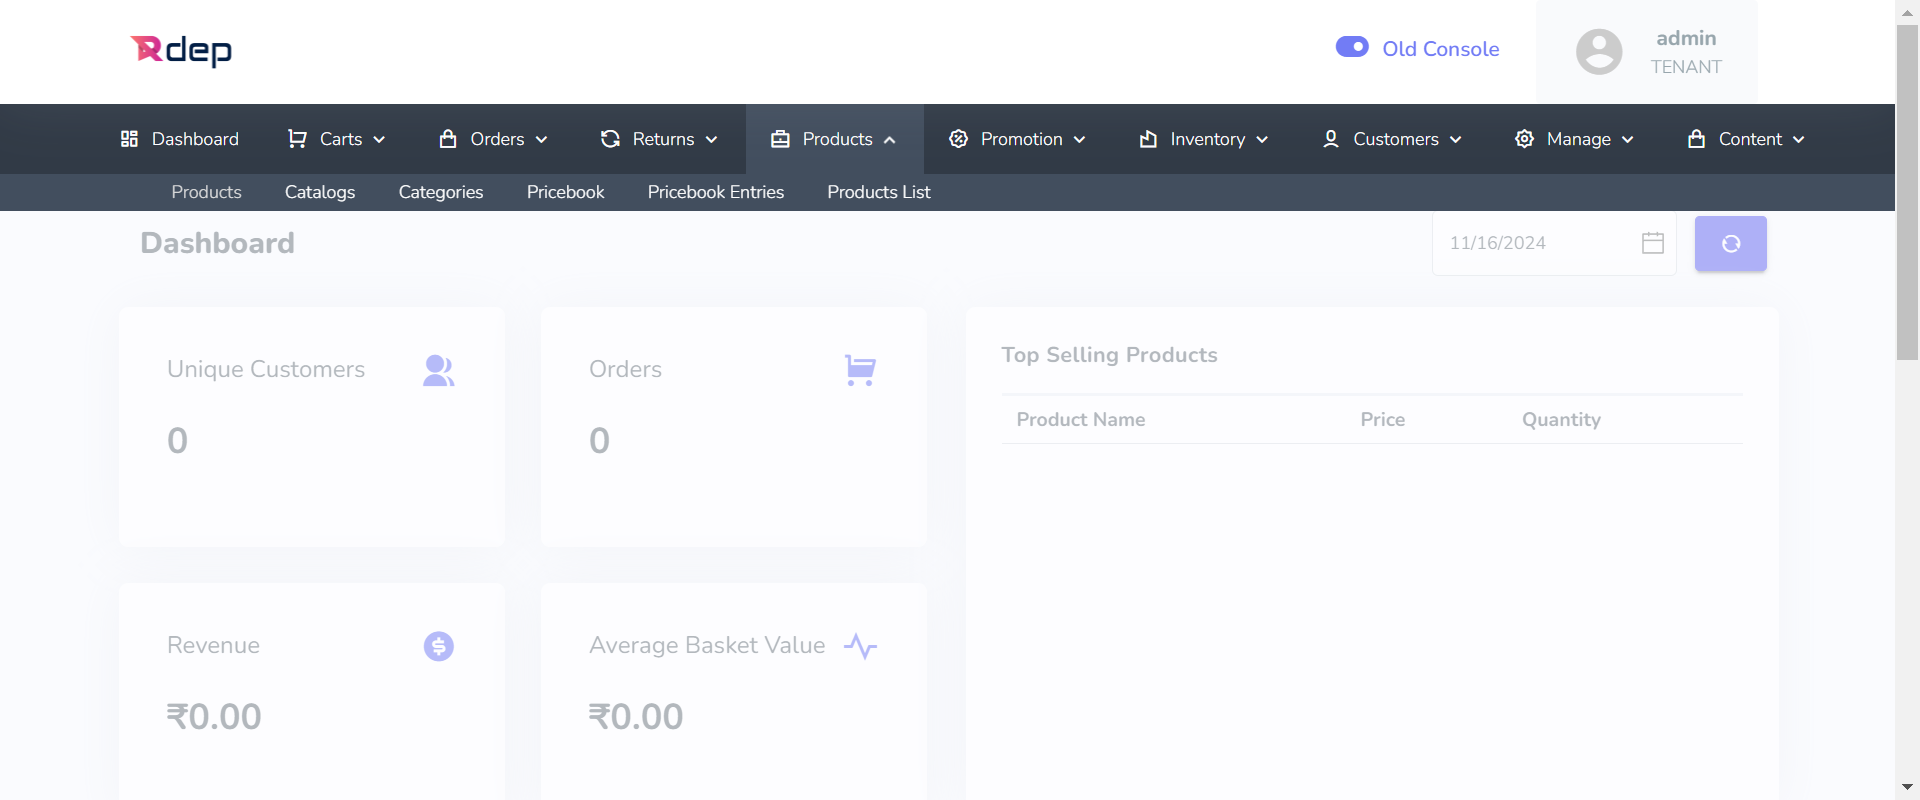 Rdep
Old Console
admin
TENANT
Dashboard Carts Orders Returns Products Promotion Inventory Customers Manage Content
Products Catalogs Categories Pricebook Pricebook Entries Products List
Dashboard
11/16/2024
Unique Customers
0
Orders
0
Top Selling Products
Product Name Price Quantity
Revenue
₹0.00
Average Basket Value
₹0.00